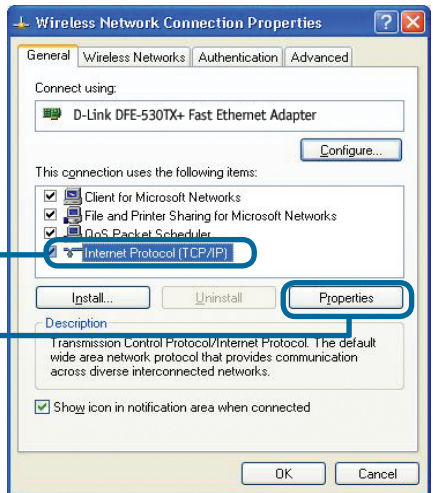 Wireless Network Connection Properties
General Wireless Networks Authentication Advanced
Connect using:
D-Link DFE-530TX+ Fast Ethernet Adapter
Configure...
This connection uses the following items:
Client for Microsoft Networks
File and Printer Sharing for Microsoft Networks
QoS Packet Scheduler
Internet Protocol (TCP/IP)
Install... Uninstall Properties
Description
Transmission Control Protocol/Internet Protocol. The default
wide area network protocol that provides communication
across diverse interconnected networks.
Show icon in notification area when connected
OK Cancel